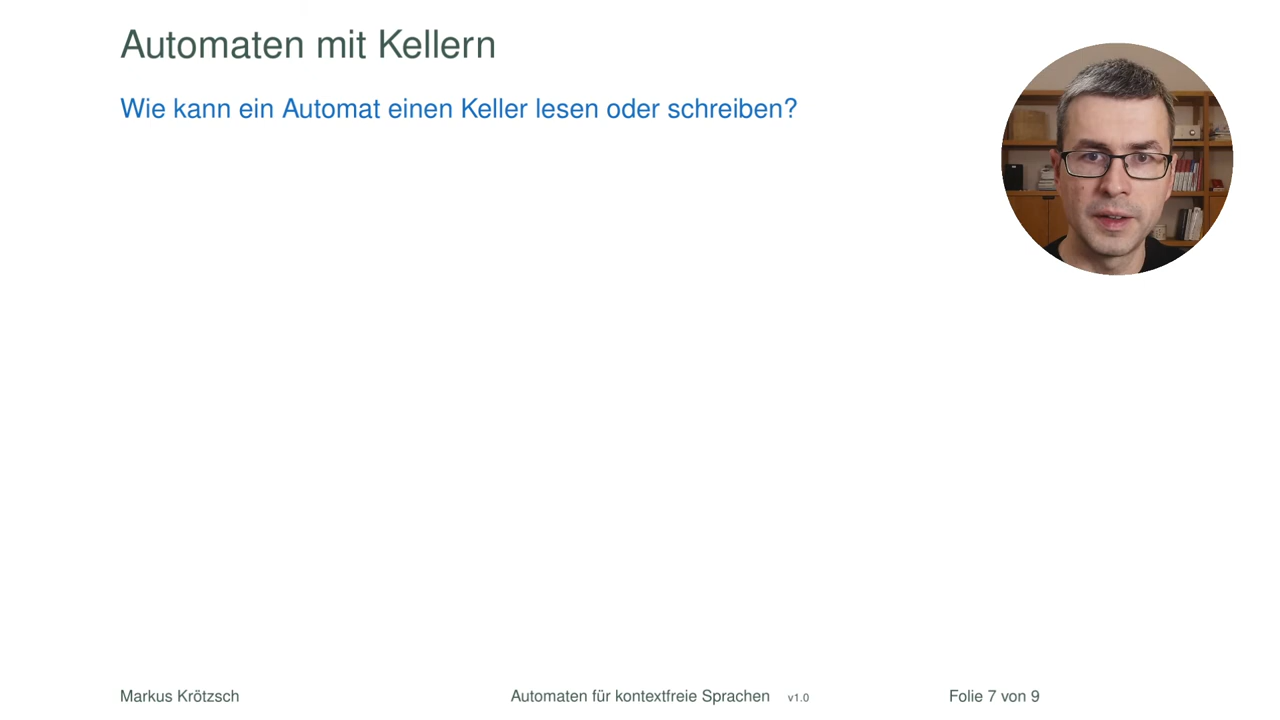 Automaten mit Kellern
Wie kann ein Automat einen Keller lesen oder schreiben?
Markus Krötzsch
Automaten für kontextfreie Sprachen v1.0
Folie 7 von 9